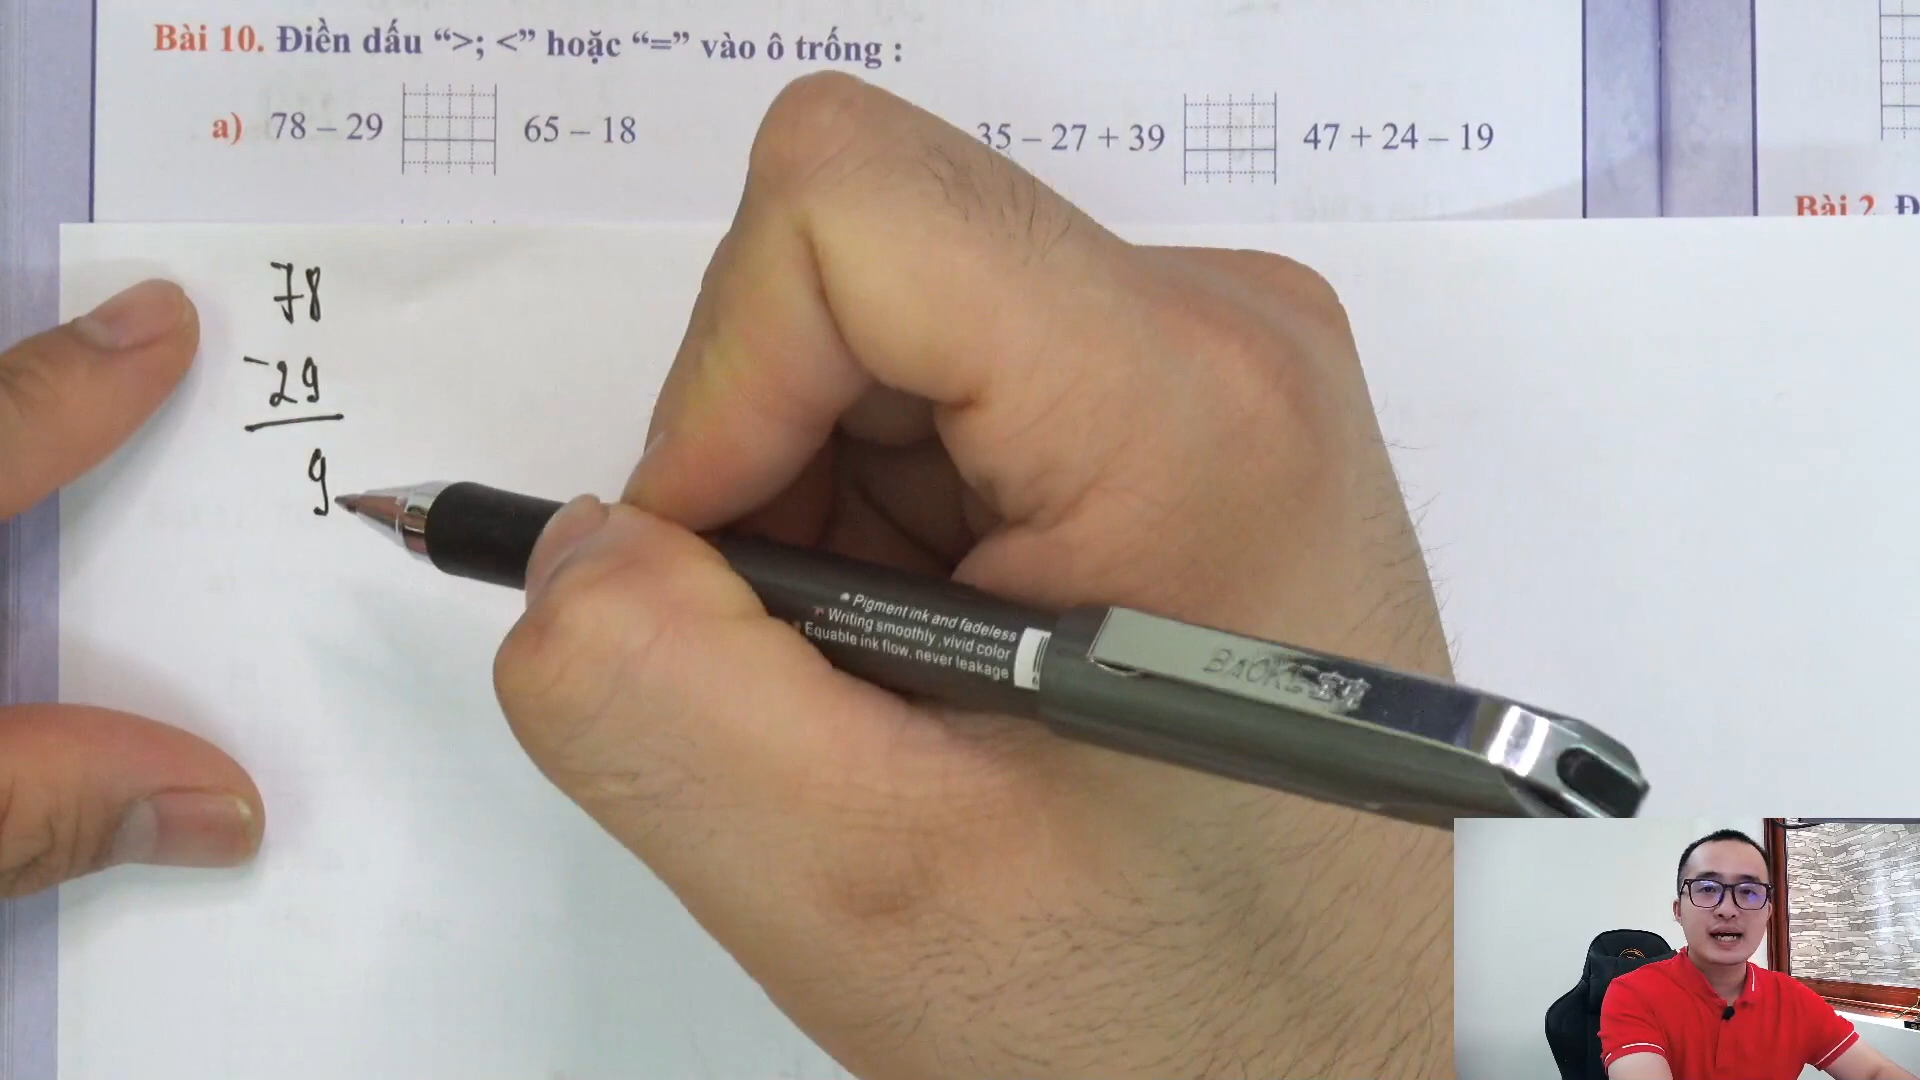 Bài 10. Điền dấu “>; <” hoặc “=” vào ô trống :
a) 78 – 29 65 – 18
35 – 27 + 39 47 + 24 – 19
Bài 2. Đ
78
-29
9
Pigment ink and fadeless
Writing smoothly ,vivid color
Equable ink flow, never leakage
BAOKE